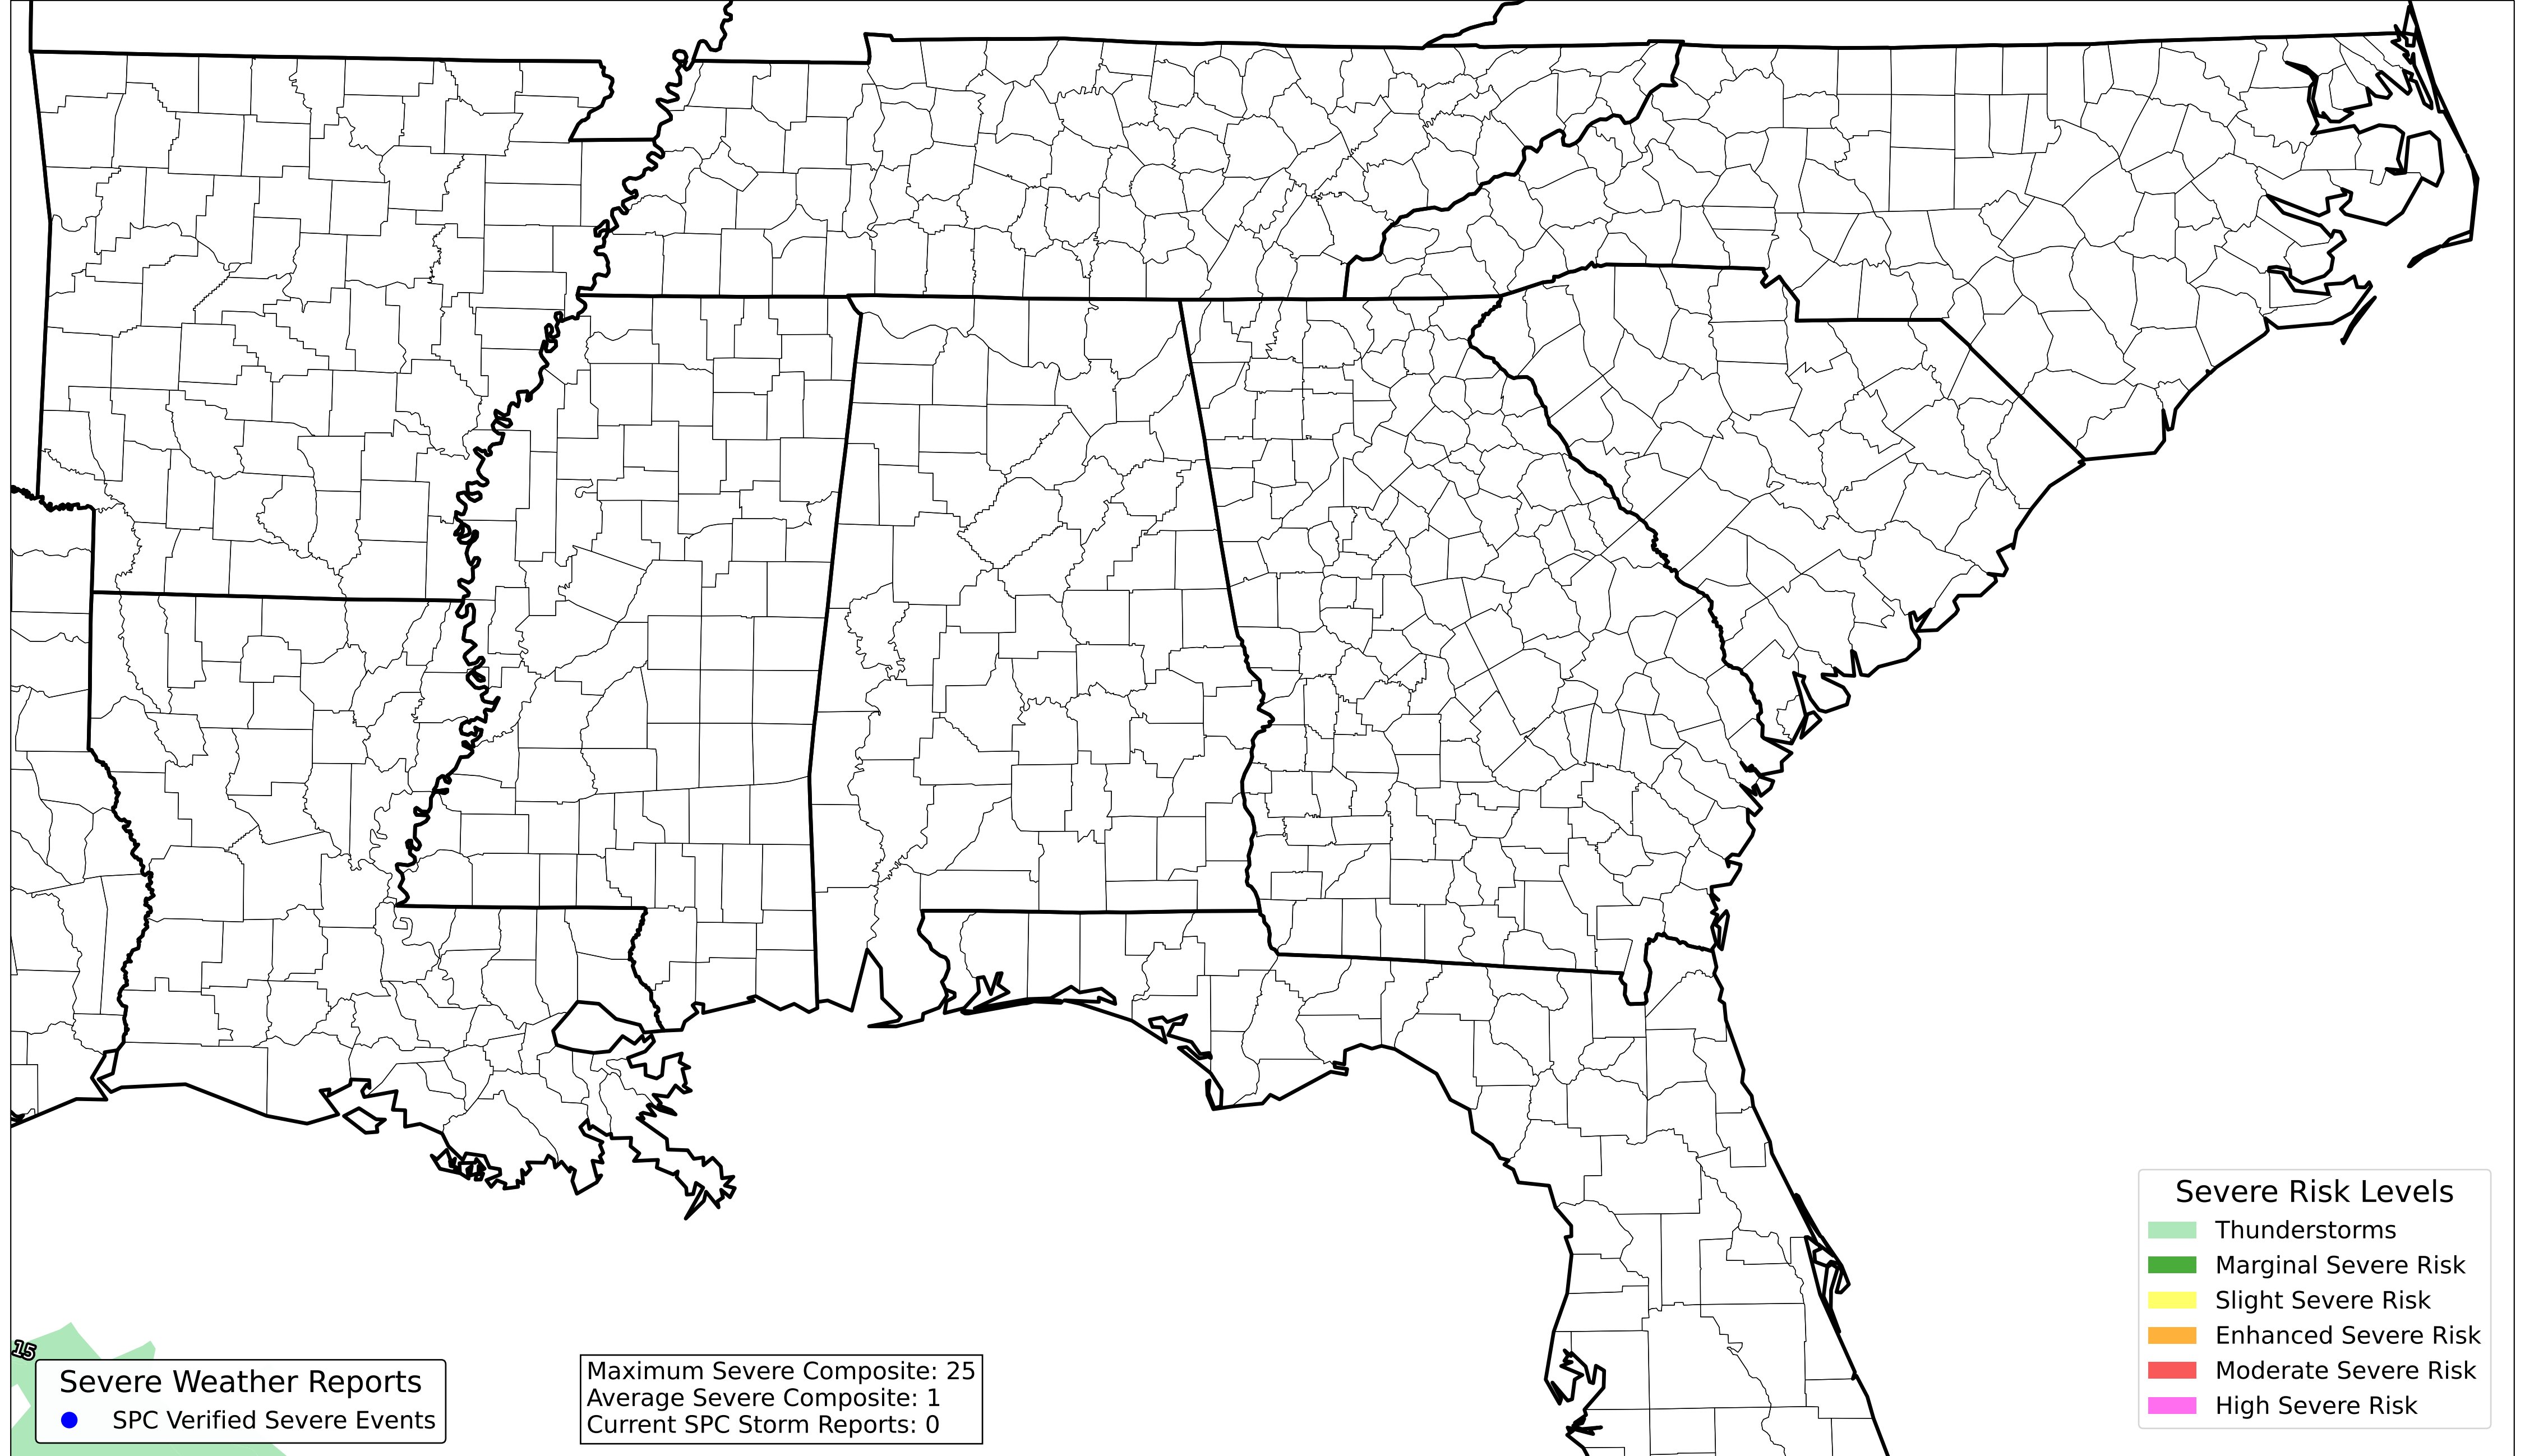 15
Severe Weather Reports
SPC Verified Severe Events
Maximum Severe Composite: 25
Average Severe Composite: 1
Current SPC Storm Reports: 0
Severe Risk Levels
Thunderstorms
Marginal Severe Risk
Slight Severe Risk
Enhanced Severe Risk
Moderate Severe Risk
High Severe Risk